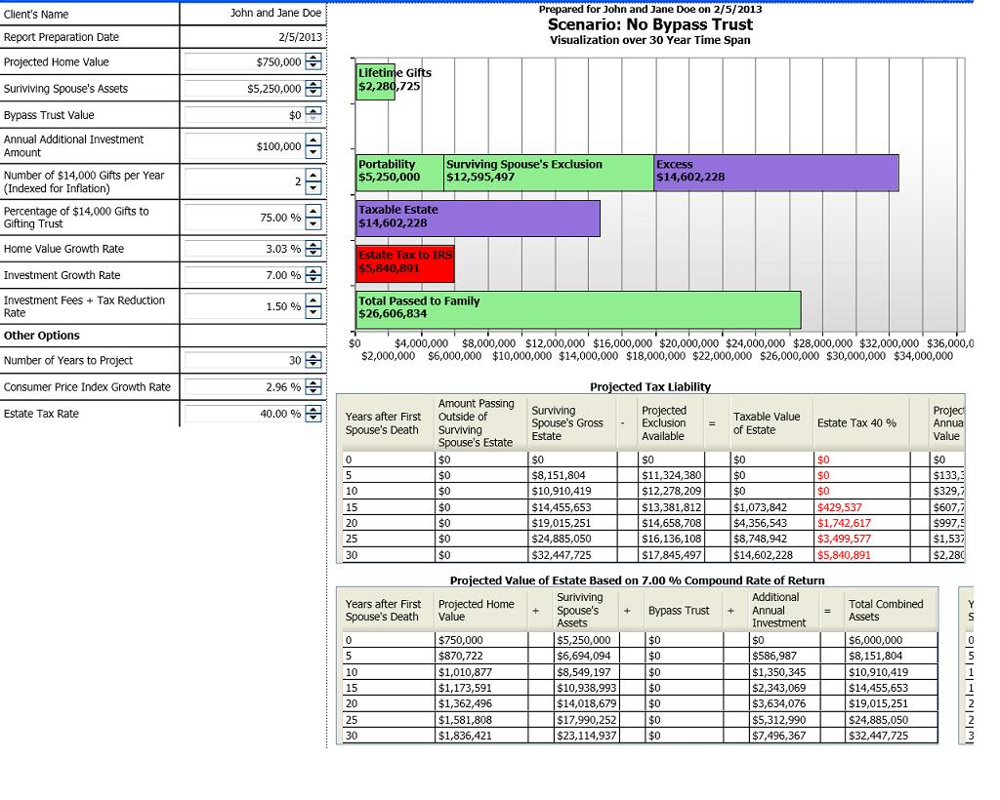 Client's Name John and Jane Doe
Report Preparation Date 2/5/2013
Projected Home Value $750,000
Suriviving Spouse's Assets $5,250,000
Bypass Trust Value $0
Annual Additional Investment
Amount $100,000
Number of $14,000 Gifts per Year
(Indexed for Inflation) 2
Percentage of $14,000 Gifts to
Gifting Trust 75.00 %
Home Value Growth Rate 3.03 %
Investment Growth Rate 7.00 %
Investment Fees + Tax Reduction
Rate 1.50 %
Other Options
Number of Years to Project 30
Consumer Price Index Growth Rate 2.96 %
Estate Tax Rate 40.00 %
Prepared for John and Jane Doe on 2/5/2013
Scenario: No Bypass Trust
Visualization over 30 Year Time Span
Lifetime Gifts
$2,280,725
Portability Surviving Spouse's Exclusion Excess
$5,250,000 $12,595,497 $14,602,228
Taxable Estate
$14,602,228
Estate Tax to IRS
$5,840,891
Total Passed to Family
$26,606,834
$0 $4,000,000 $8,000,000 $12,000,000 $16,000,000 $20,000,000 $24,000,000 $28,000,000 $32,000,000 $36,000,0
$2,000,000 $6,000,000 $10,000,000 $14,000,000 $18,000,000 $22,000,000 $26,000,000 $30,000,000 $34,000,000
Projected Tax Liability
Years after First
Spouse's Death
Amount Passing
Outside of
Surviving
Spouse's Estate
Surviving
Spouse's Gross
Estate
-
Projected
Exclusion
Available
=
Taxable Value
of Estate
Estate Tax 40 %
Project
Annua
Value
0 $0 $0 $0 $0 $0 $0
5 $0 $8,151,804 $11,324,380 $0 $0 $133,3
10 $0 $10,910,419 $12,278,209 $0 $0 $329,7
15 $0 $14,455,653 $13,381,812 $1,073,842 $429,537 $607,7
20 $0 $19,015,251 $14,658,708 $4,356,543 $1,742,617 $997,5
25 $0 $24,885,050 $16,136,108 $8,748,942 $3,499,577 $1,537
30 $0 $32,447,725 $17,845,497 $14,602,228 $5,840,891 $2,280
Projected Value of Estate Based on 7.00 % Compound Rate of Return
Years after First
Spouse's Death
Projected Home
Value
+
Suriviving
Spouse's
Assets
+
Bypass Trust
+
Additional
Annual
Investment
=
Total Combined
Assets
Y
S
0 $750,000 $5,250,000 $0 $0 $6,000,000 0
5 $870,722 $6,694,094 $0 $586,987 $8,151,804 5
10 $1,010,877 $8,549,197 $0 $1,350,345 $10,910,419 1
15 $1,173,591 $10,938,993 $0 $2,343,069 $14,455,653 1
20 $1,362,496 $14,018,679 $0 $3,634,076 $19,015,251 2
25 $1,581,808 $17,990,252 $0 $5,312,990 $24,885,050 2
30 $1,836,421 $23,114,937 $0 $7,496,367 $32,447,725 3